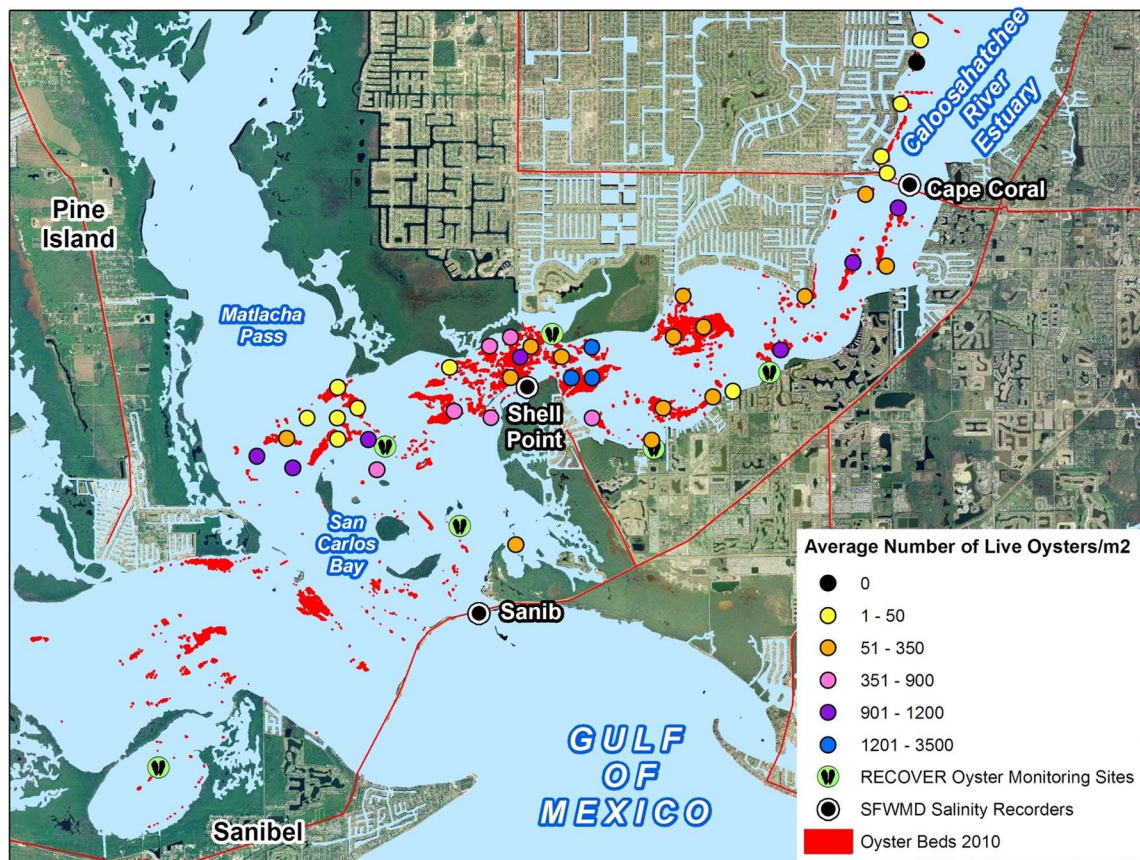 Caloosahatchee
River
Estuary
Cape Coral
Pine
Island
Matlacha
Pass
Shell
Point
San
Carlos
Bay
Sanib
GULF
OF
MEXICO
Sanibel
Average Number of Live Oysters/m2
0
1 - 50
51 - 350
351 - 900
901 - 1200
1201 - 3500
RECOVER Oyster Monitoring Sites
SFWMD Salinity Recorders
Oyster Beds 2010